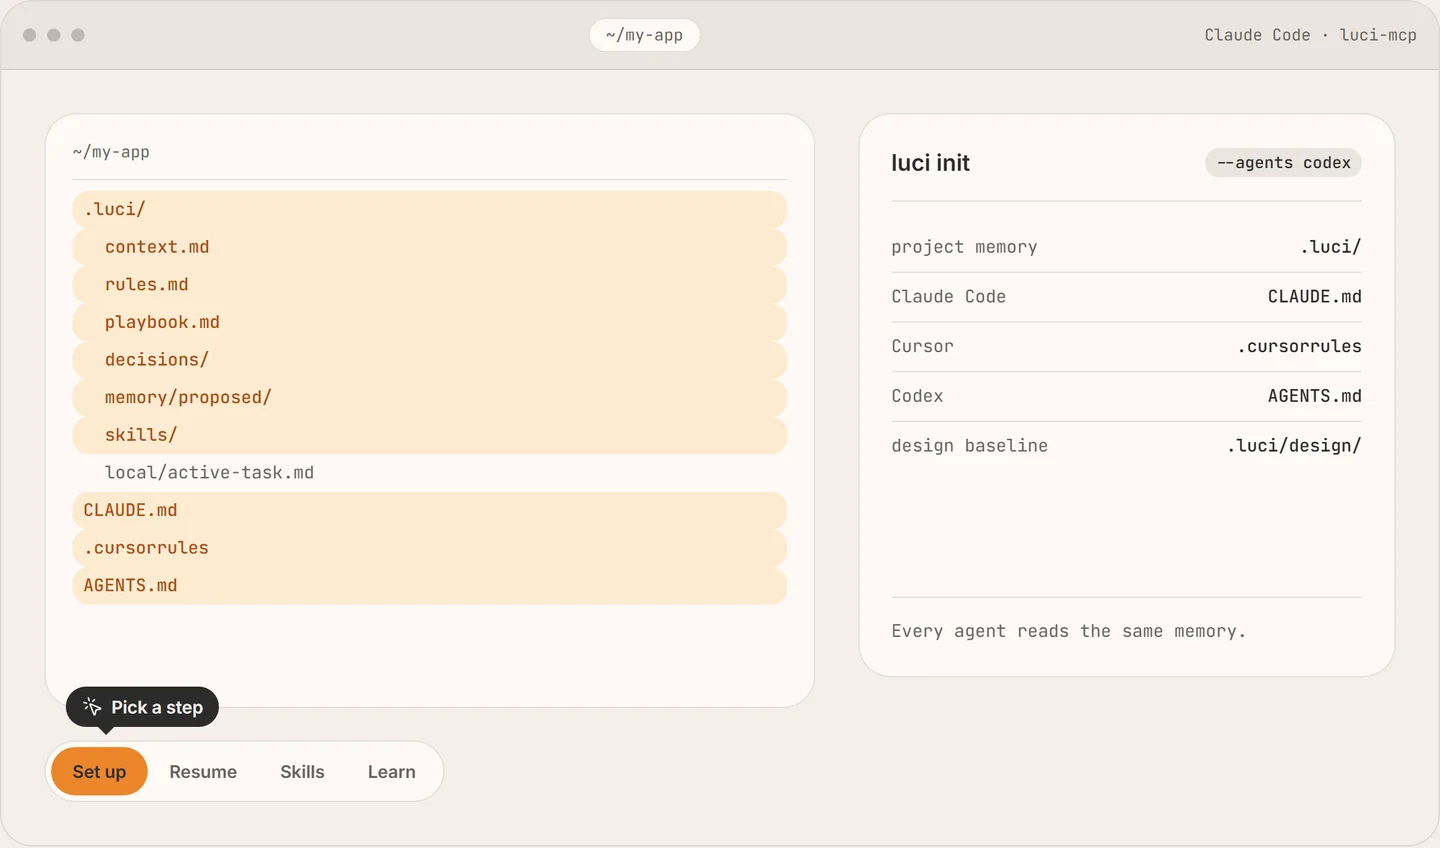 ~/my-app
Claude Code · luci-mcp
~/my-app
.luci/
context.md
rules.md
playbook.md
decisions/
memory/proposed/
skills/
local/active-task.md
CLAUDE.md
.cursorrules
AGENTS.md
luci init
--agents codex
project memory .luci/
Claude Code CLAUDE.md
Cursor .cursorrules
Codex AGENTS.md
design baseline .luci/design/
Every agent reads the same memory.
Pick a step
Set up Resume Skills Learn